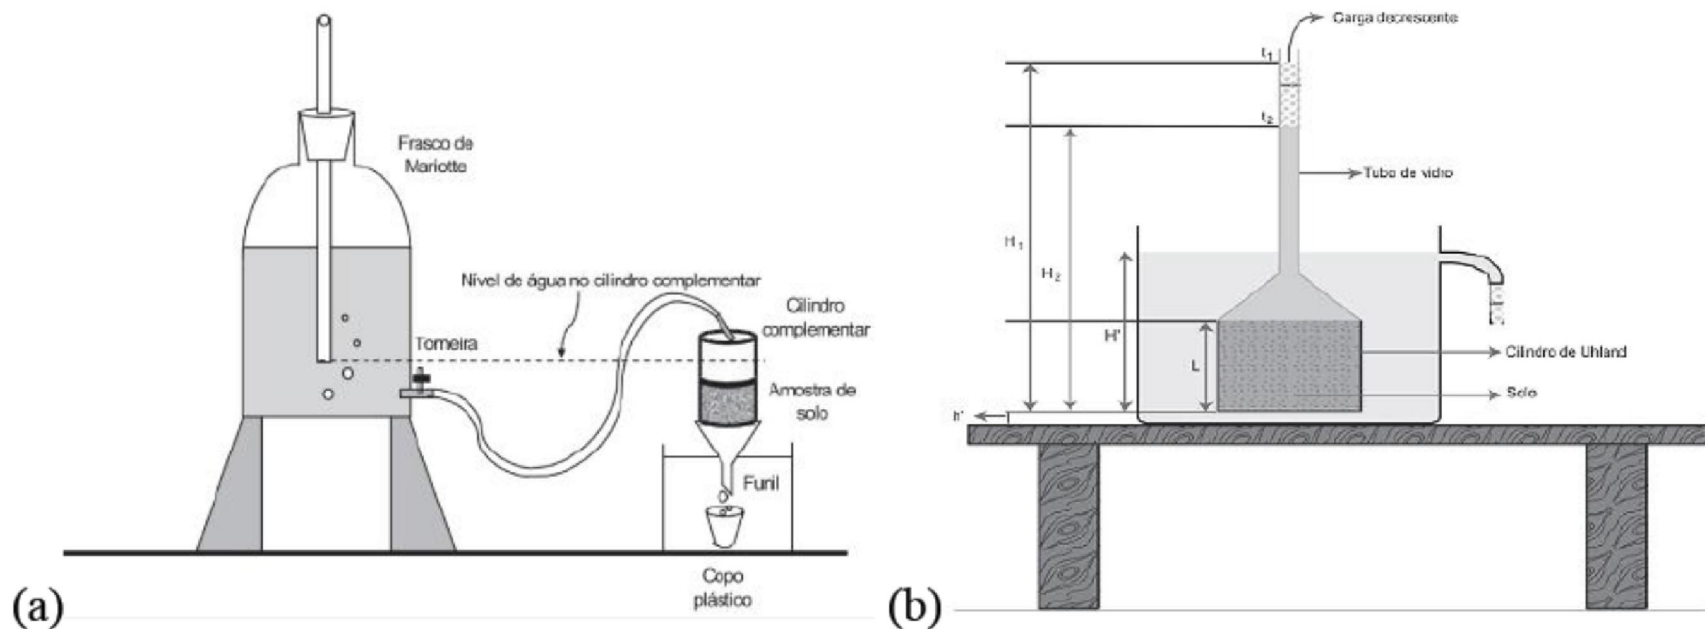 Frasco de
Mariotte
Nível de água no cilindro complementar
Torneira
Cilindro
complementar
Amostra de
solo
Funil
Copo
plástico
(a)
Carga decrescente
t1
t2
Tubo de vidro
H1
H2
H'
L
Cilindro de Uhland
Solo
h'
(b)